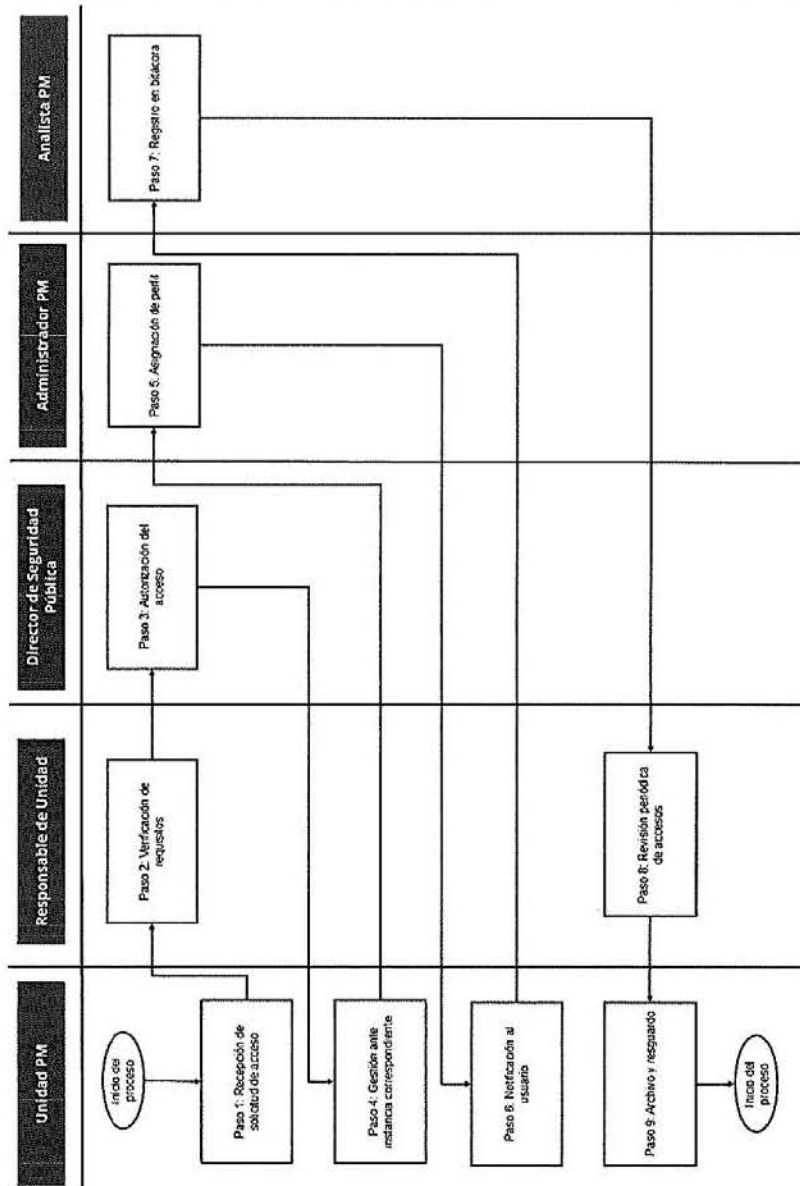 Unidad PM
Responsable de Unidad
Director de Seguridad
Pública
Administrador PM
Analista PM
Inicio del
proceso
Paso 1: Recepción de
solicitud de acceso
Paso 2: Verificación de
requisitos
Paso 3: Autorización del
acceso
Paso 4: Gestión ante
instancia correspondiente
Paso 5: Asignación de perfil
Paso 6: Notificación al
usuario
Paso 7: Registro en bitácora
Paso 8: Revisión periódica
de accesos
Paso 9: Archivo y resguardo
Inicio del
proceso